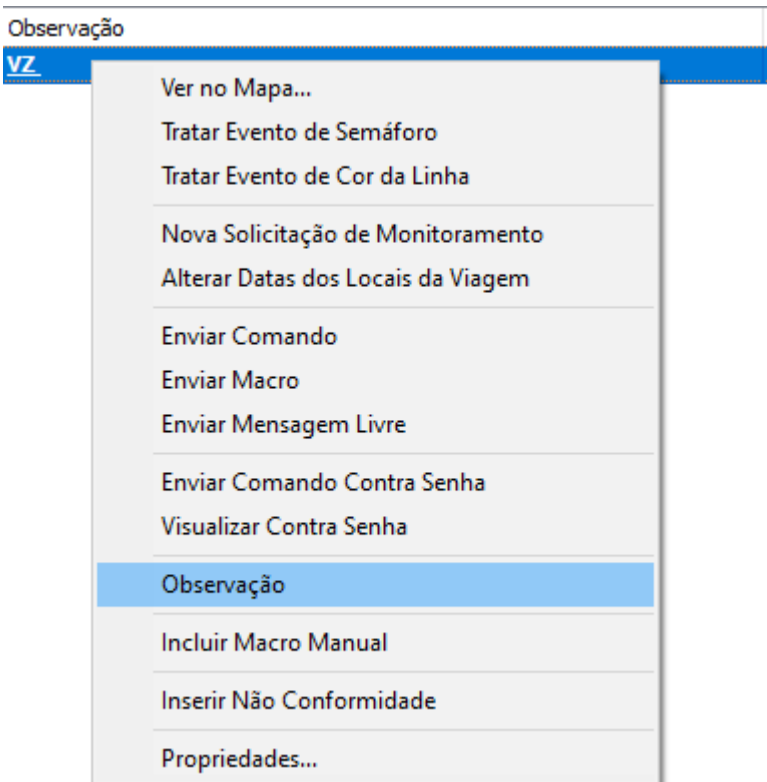 Observação
VZ
Ver no Mapa...
Tratar Evento de Semáforo
Tratar Evento de Cor da Linha
Nova Solicitação de Monitoramento
Alterar Datas dos Locais da Viagem
Enviar Comando
Enviar Macro
Enviar Mensagem Livre
Enviar Comando Contra Senha
Visualizar Contra Senha
Observação
Incluir Macro Manual
Inserir Não Conformidade
Propriedades...